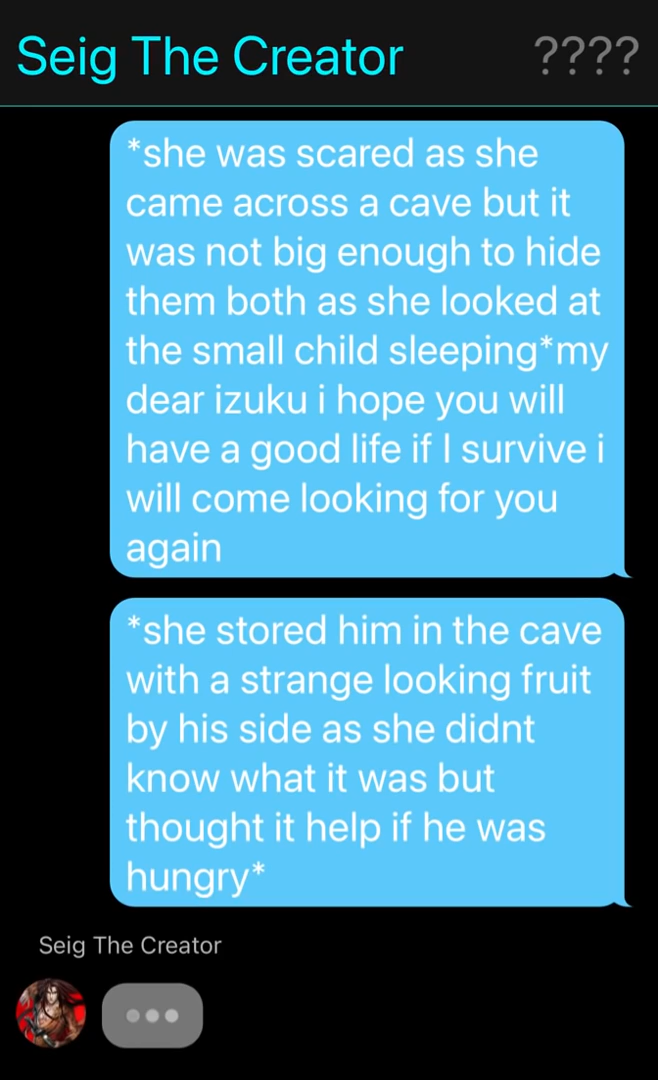 Seig The Creator ????
*she was scared as she
came across a cave but it
was not big enough to hide
them both as she looked at
the small child sleeping*my
dear izuku i hope you will
have a good life if I survive i
will come looking for you
again
*she stored him in the cave
with a strange looking fruit
by his side as she didnt
know what it was but
thought it help if he was
hungry*
Seig The Creator